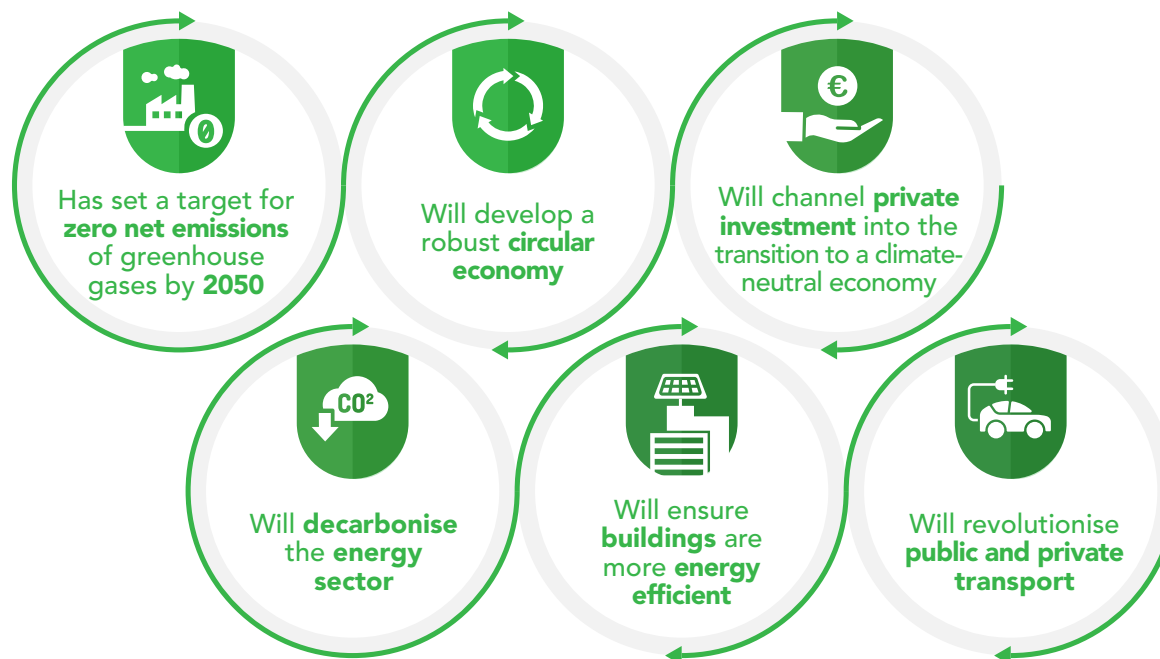 0
Has set a target for
zero net emissions
of greenhouse
gases by 2050
Will develop a
robust circular
economy
€
Will channel private
investment into the
transition to a climate-
neutral economy
CO²
Will decarbonise
the energy
sector
Will ensure
buildings are
more energy
efficient
Will revolutionise
public and private
transport